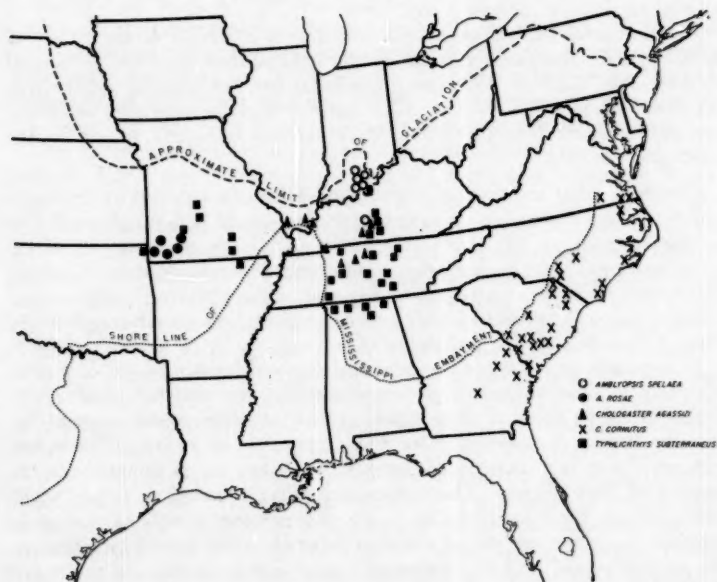 APPROXIMATE LIMIT OF GLACIATION
SHORE LINE OF MISSISSIPPI EMBAYMENT
AMBLYOPSIS SPELAEA
A. ROSAE
CHOLOGASTER AGASSIZI
C. CORNUTUS
TYPHLICHTHYS SUBTERRANEUS